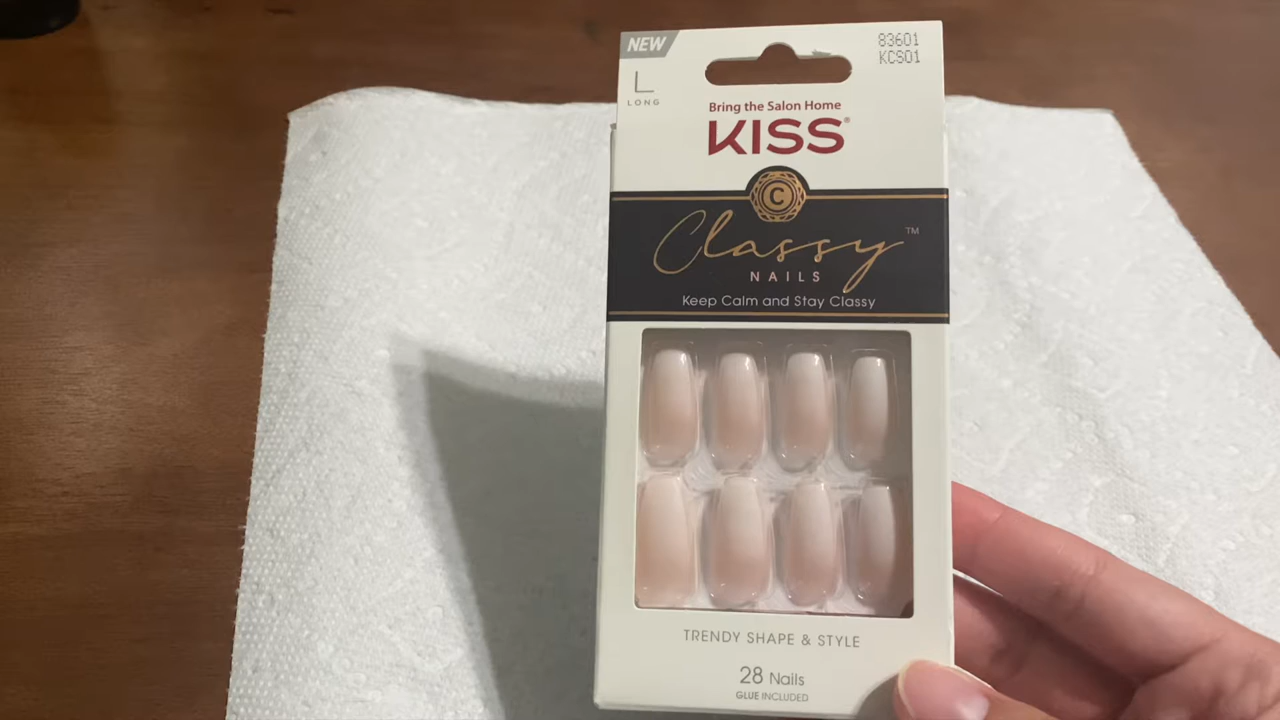 NEW
83601
KCS01
L
LONG
Bring the Salon Home
KISS®
C
Classy™
NAILS
Keep Calm and Stay Classy
TRENDY SHAPE & STYLE
28 Nails
GLUE INCLUDED